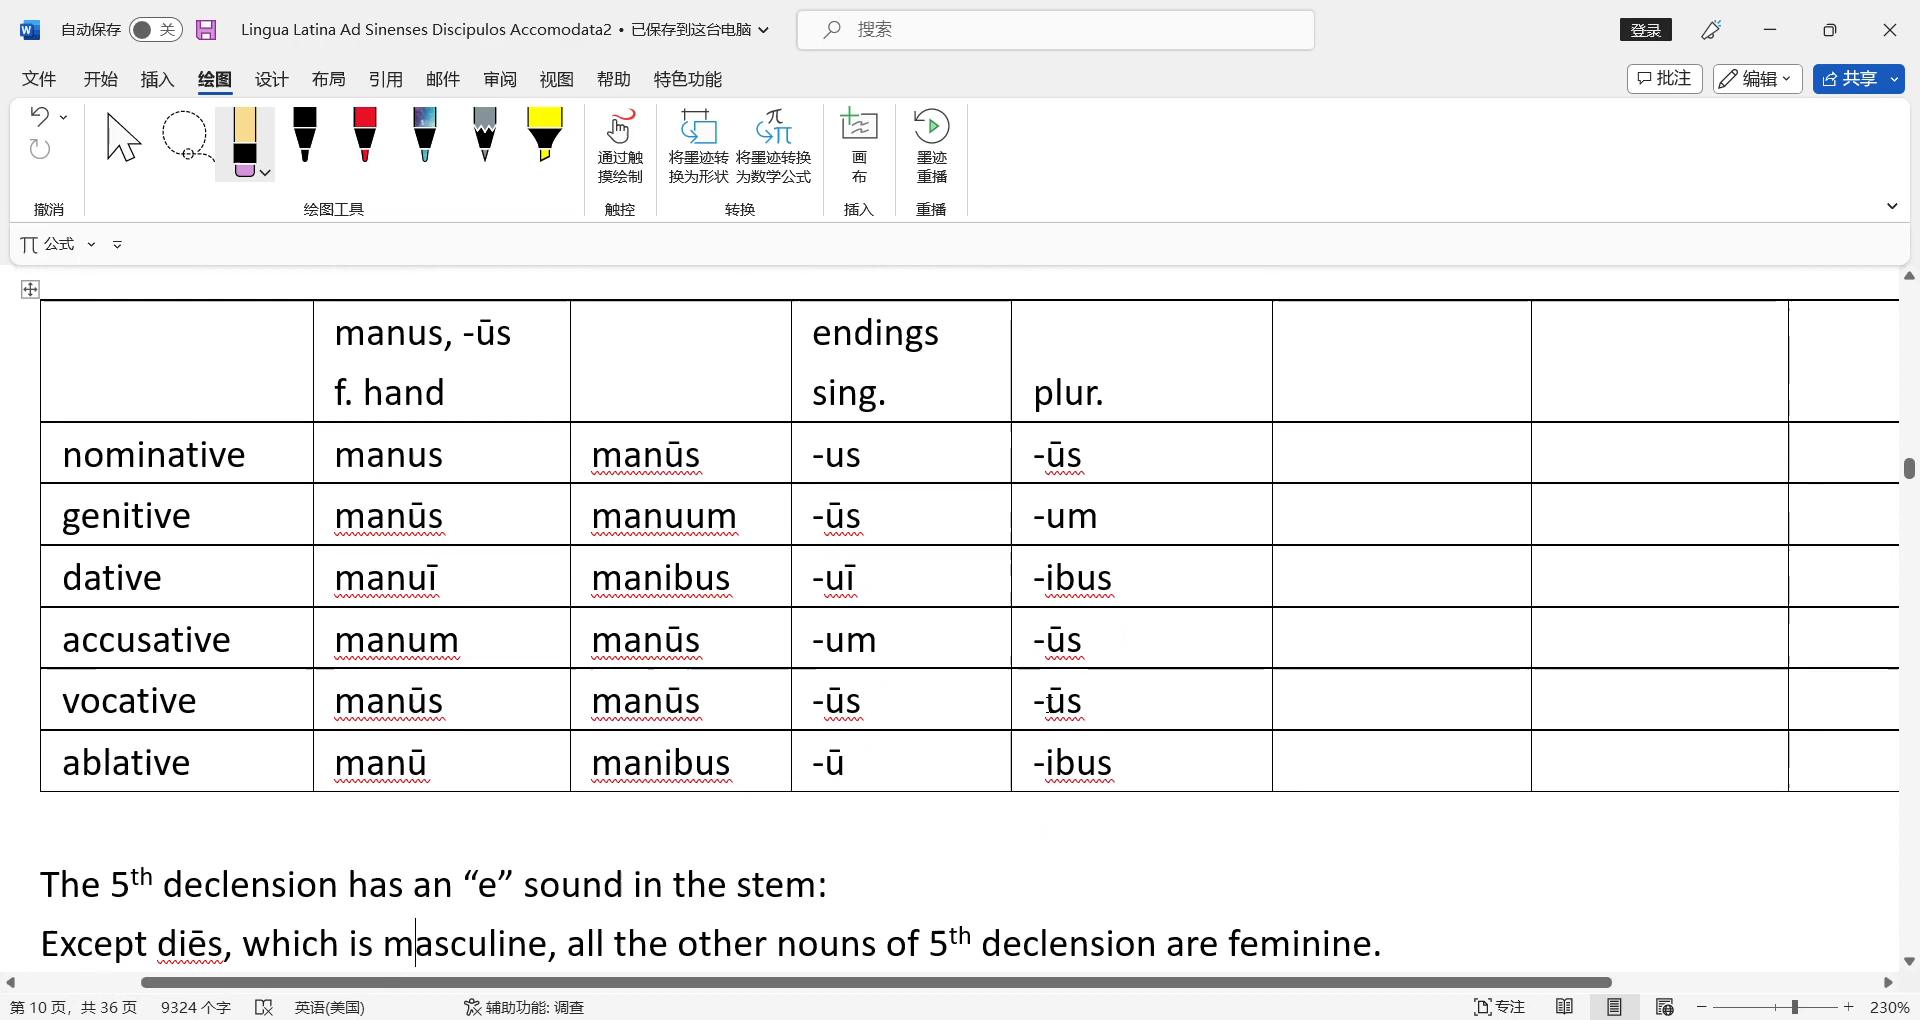 自动保存 关 Lingua Latina Ad Sinenses Discipulos Accomodata2 • 已保存到这台电脑 搜索 登录
文件 开始 插入 绘图 设计 布局 引用 邮件 审阅 视图 帮助 特色功能 批注 编辑 共享
通过触 将墨迹转 将墨迹转换 画 墨迹
摸绘制 换为形状 为数学公式 布 重播
撤消 绘图工具 触控 转换 插入 重播
公式
manus, -ūs endings
f. hand sing. plur.
nominative manus manūs -us -ūs
genitive manūs manuum -ūs -um
dative manuī manibus -uī -ibus
accusative manum manūs -um -ūs
vocative manūs manūs -ūs -ūs
ablative manū manibus -ū -ibus
The 5th declension has an “e” sound in the stem:
Except diēs, which is masculine, all the other nouns of 5th declension are feminine.
第 10 页，共 36 页 9324 个字 英语(美国) 辅助功能: 调查 专注 230%